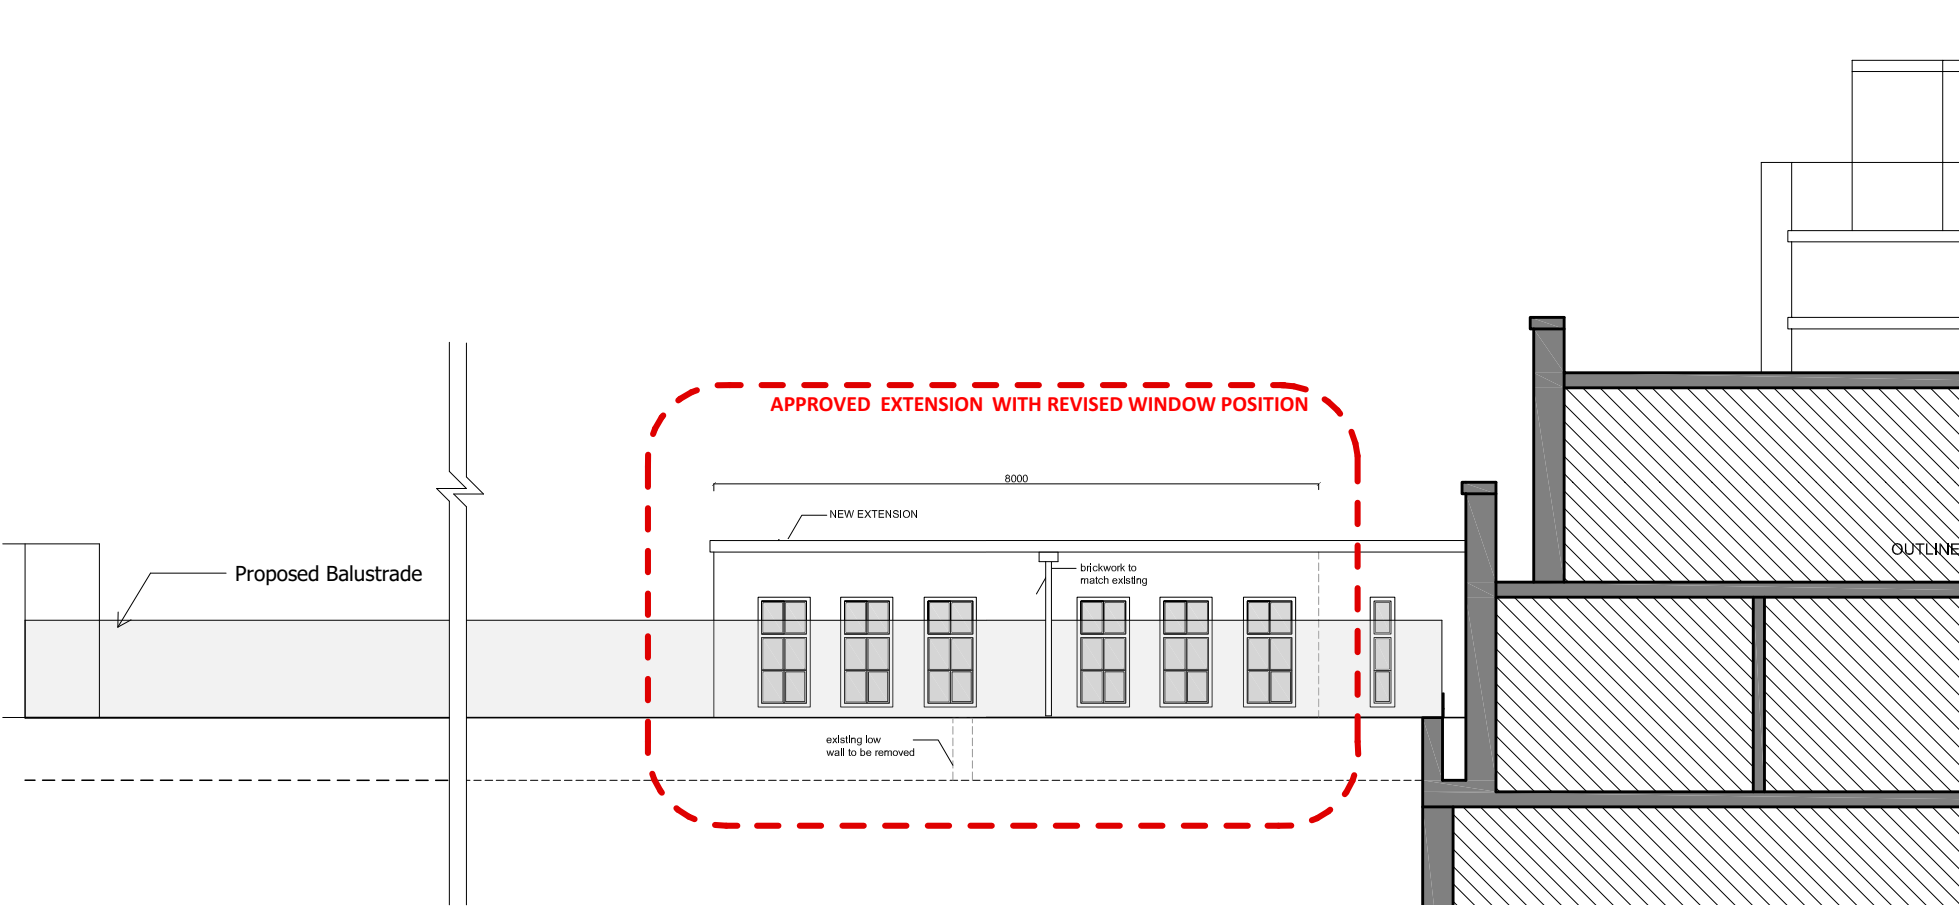 APPROVED EXTENSION WITH REVISED WINDOW POSITION
8000
NEW EXTENSION
Proposed Balustrade
brickwork to
match existing
existing low
wall to be removed
OUTLINE